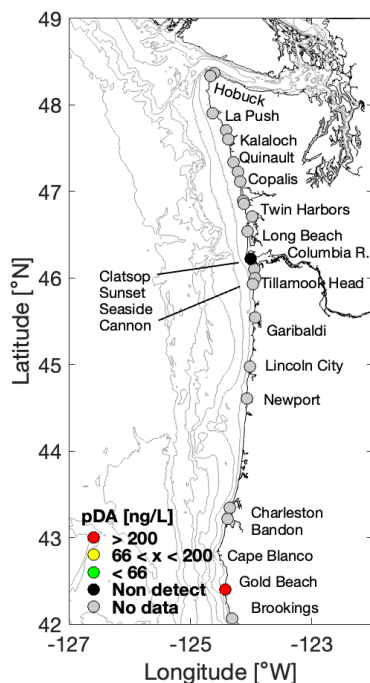 49
48
47
46
45
44
43
42
Latitude [°N]
Hobuck
La Push
Kalaloch
Quinault
Copalis
Twin Harbors
Long Beach
Columbia R.
Clatsop
Sunset
Seaside
Cannon
Tillamook Head
Garibaldi
Lincoln City
Newport
Charleston
Bandon
Cape Blanco
Gold Beach
Brookings
pDA [ng/L]
> 200
66 < x < 200
< 66
Non detect
No data
-127
-125
-123
Longitude [°W]